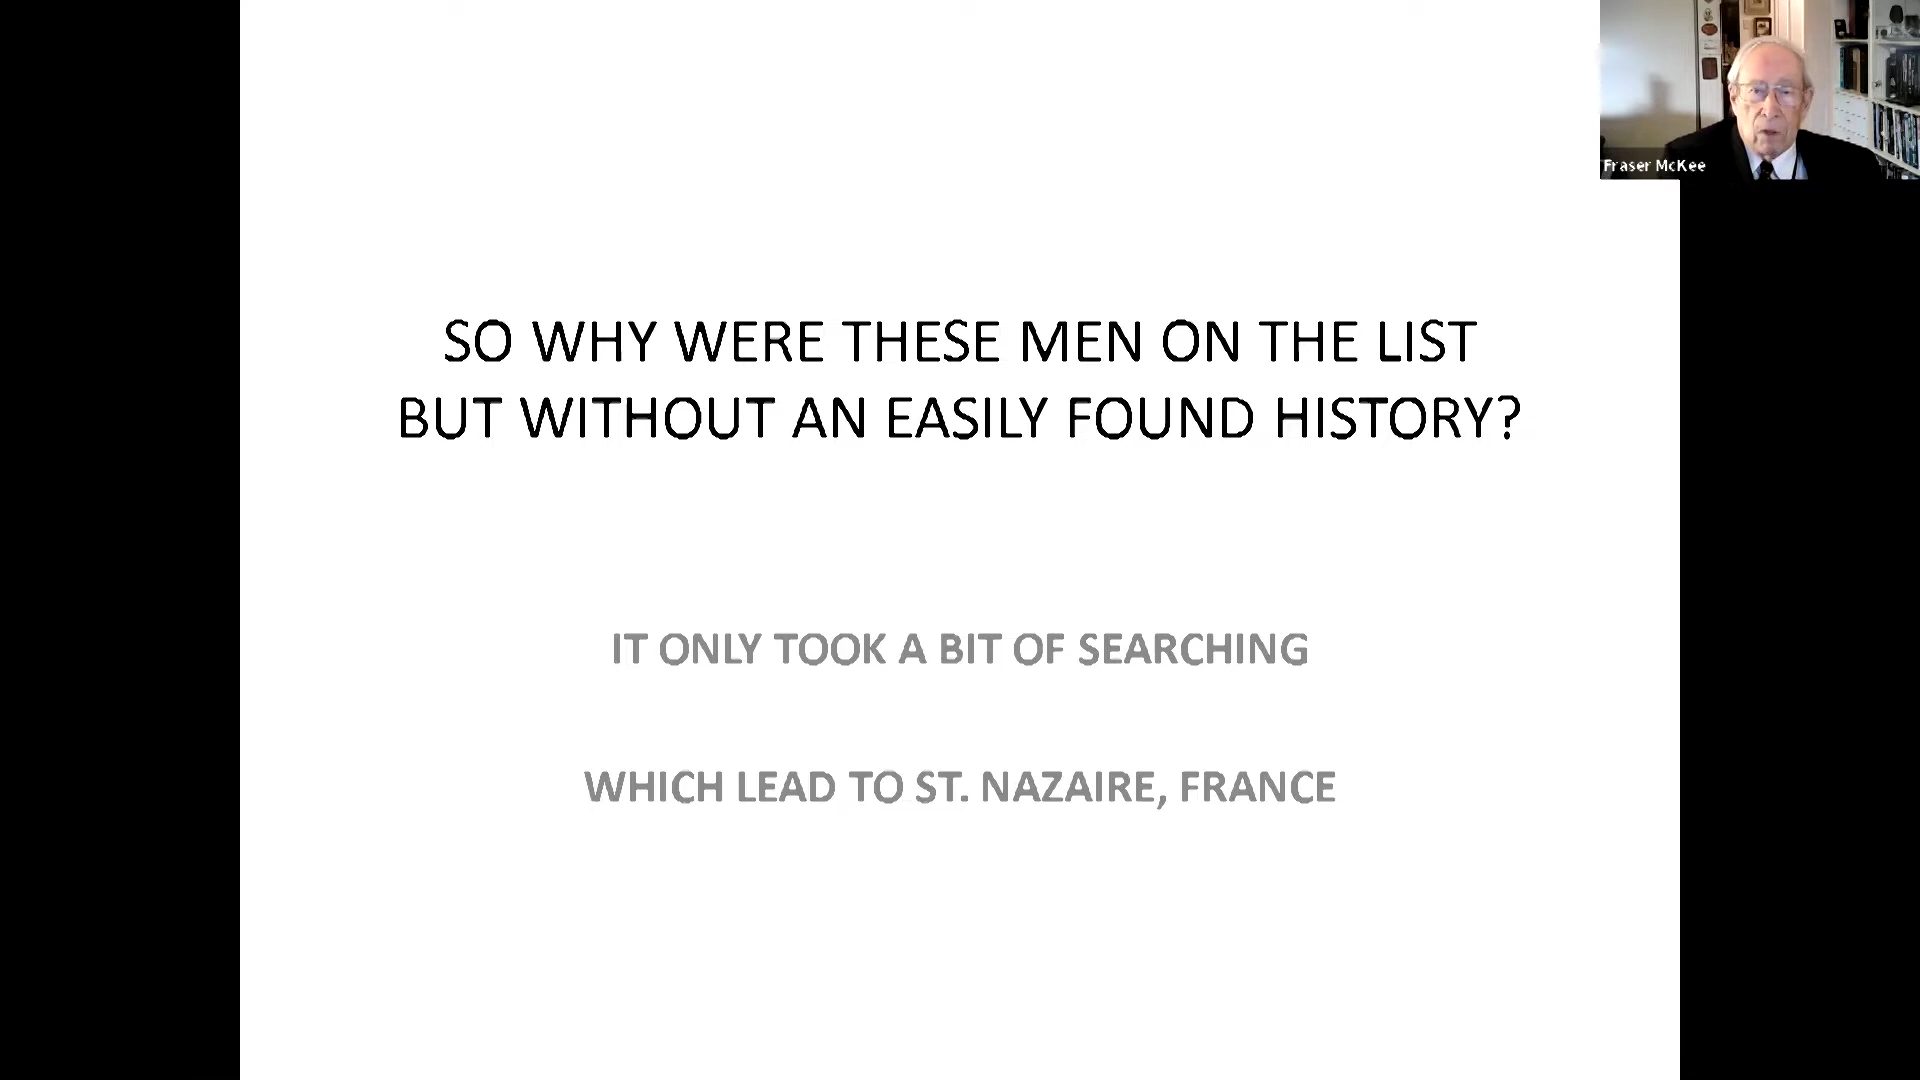 Fraser McKee
SO WHY WERE THESE MEN ON THE LIST
BUT WITHOUT AN EASILY FOUND HISTORY?
IT ONLY TOOK A BIT OF SEARCHING
WHICH LEAD TO ST. NAZAIRE, FRANCE